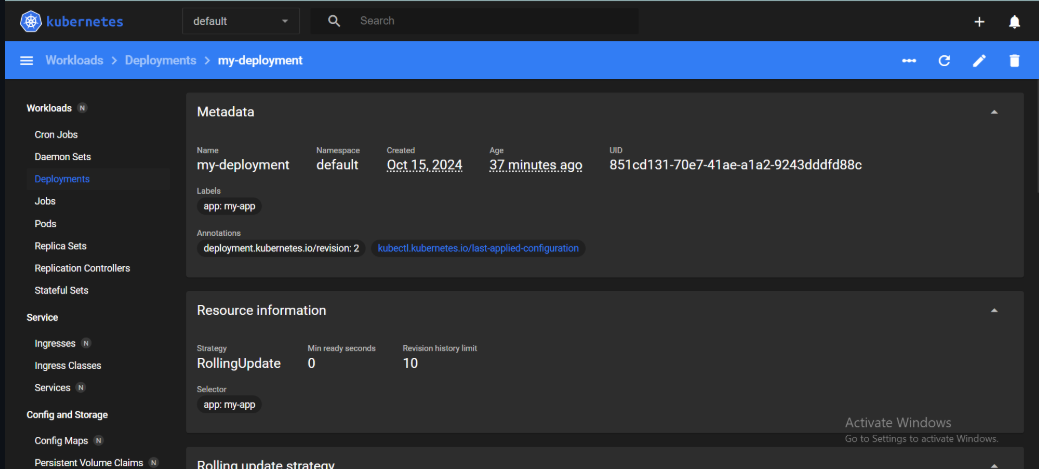 kubernetes
default
Search
Workloads > Deployments > my-deployment
Workloads N
Cron Jobs
Daemon Sets
Deployments
Jobs
Pods
Replica Sets
Replication Controllers
Stateful Sets
Service
Ingresses N
Ingress Classes
Services N
Config and Storage
Config Maps N
Persistent Volume Claims N
Metadata
Name Namespace Created Age UID
my-deployment default Oct 15, 2024 37 minutes ago 851cd131-70e7-41ae-a1a2-9243dddfd88c
Labels
app: my-app
Annotations
deployment.kubernetes.io/revision: 2 kubectl.kubernetes.io/last-applied-configuration
Resource information
Strategy Min ready seconds Revision history limit
RollingUpdate 0 10
Selector
app: my-app
Rolling update strategy
Activate Windows
Go to Settings to activate Windows.